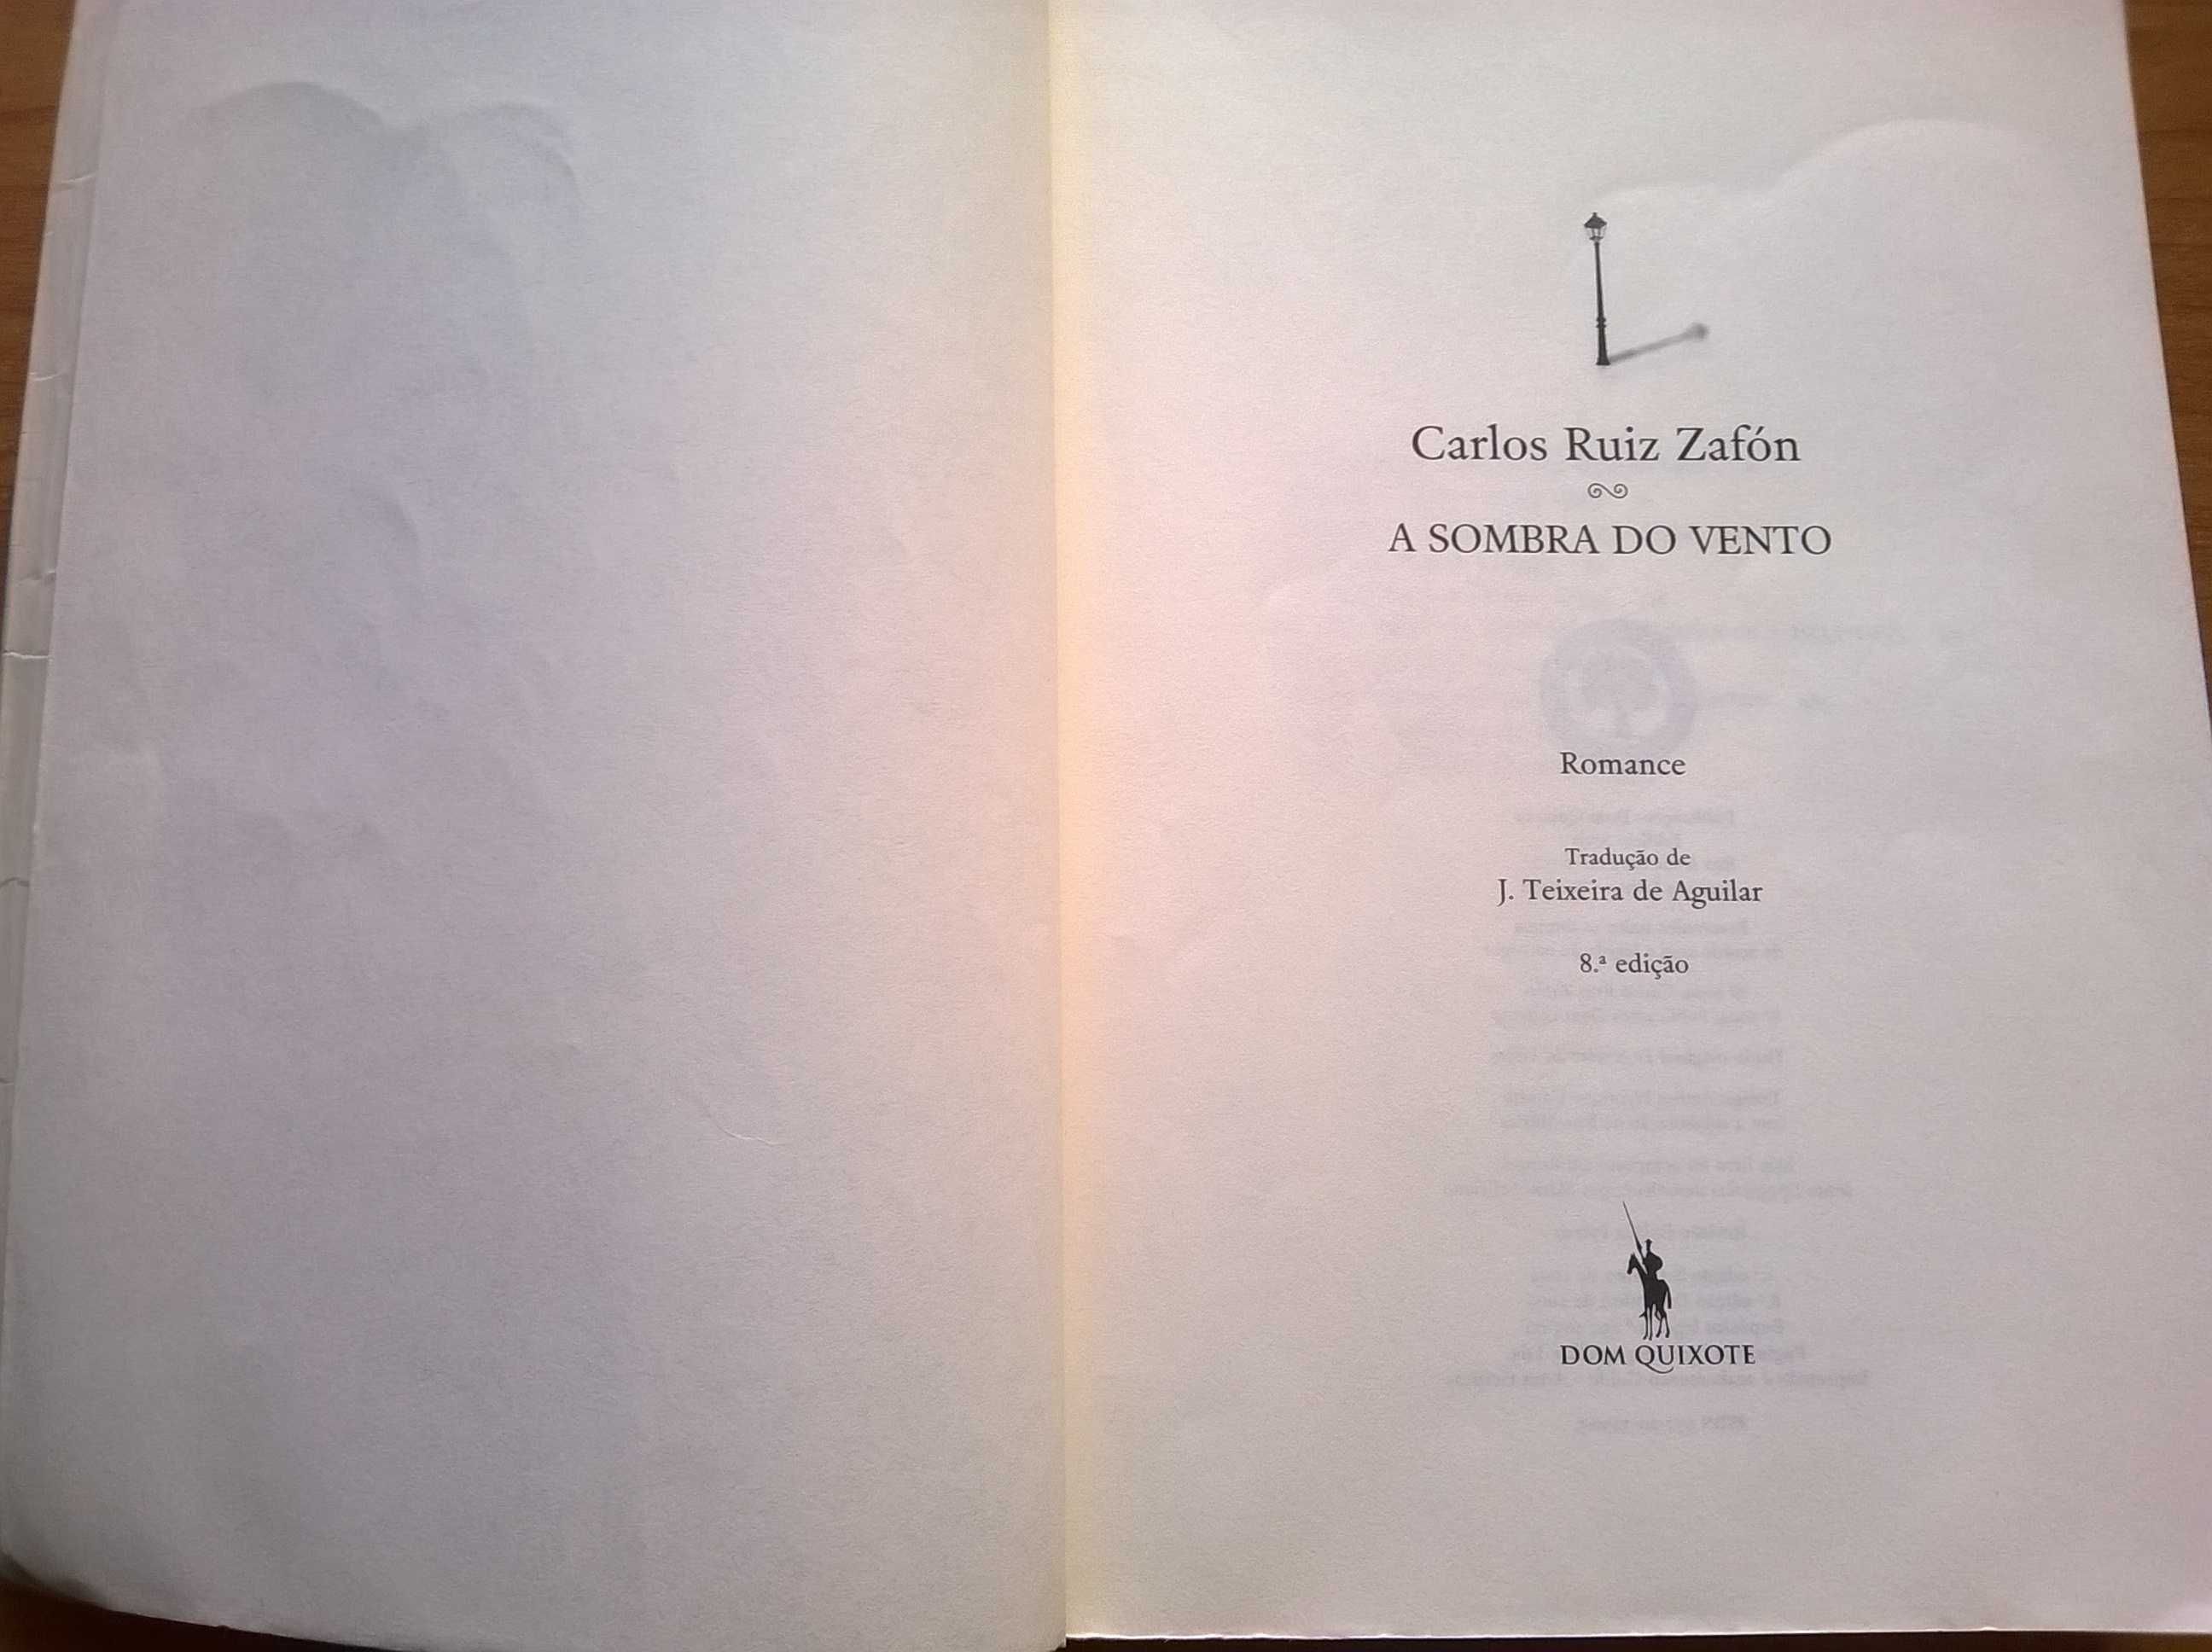 Carlos Ruiz Zafón
A SOMBRA DO VENTO
Romance
Tradução de
J. Teixeira de Aguilar
8.ª edição
DOM QUIXOTE